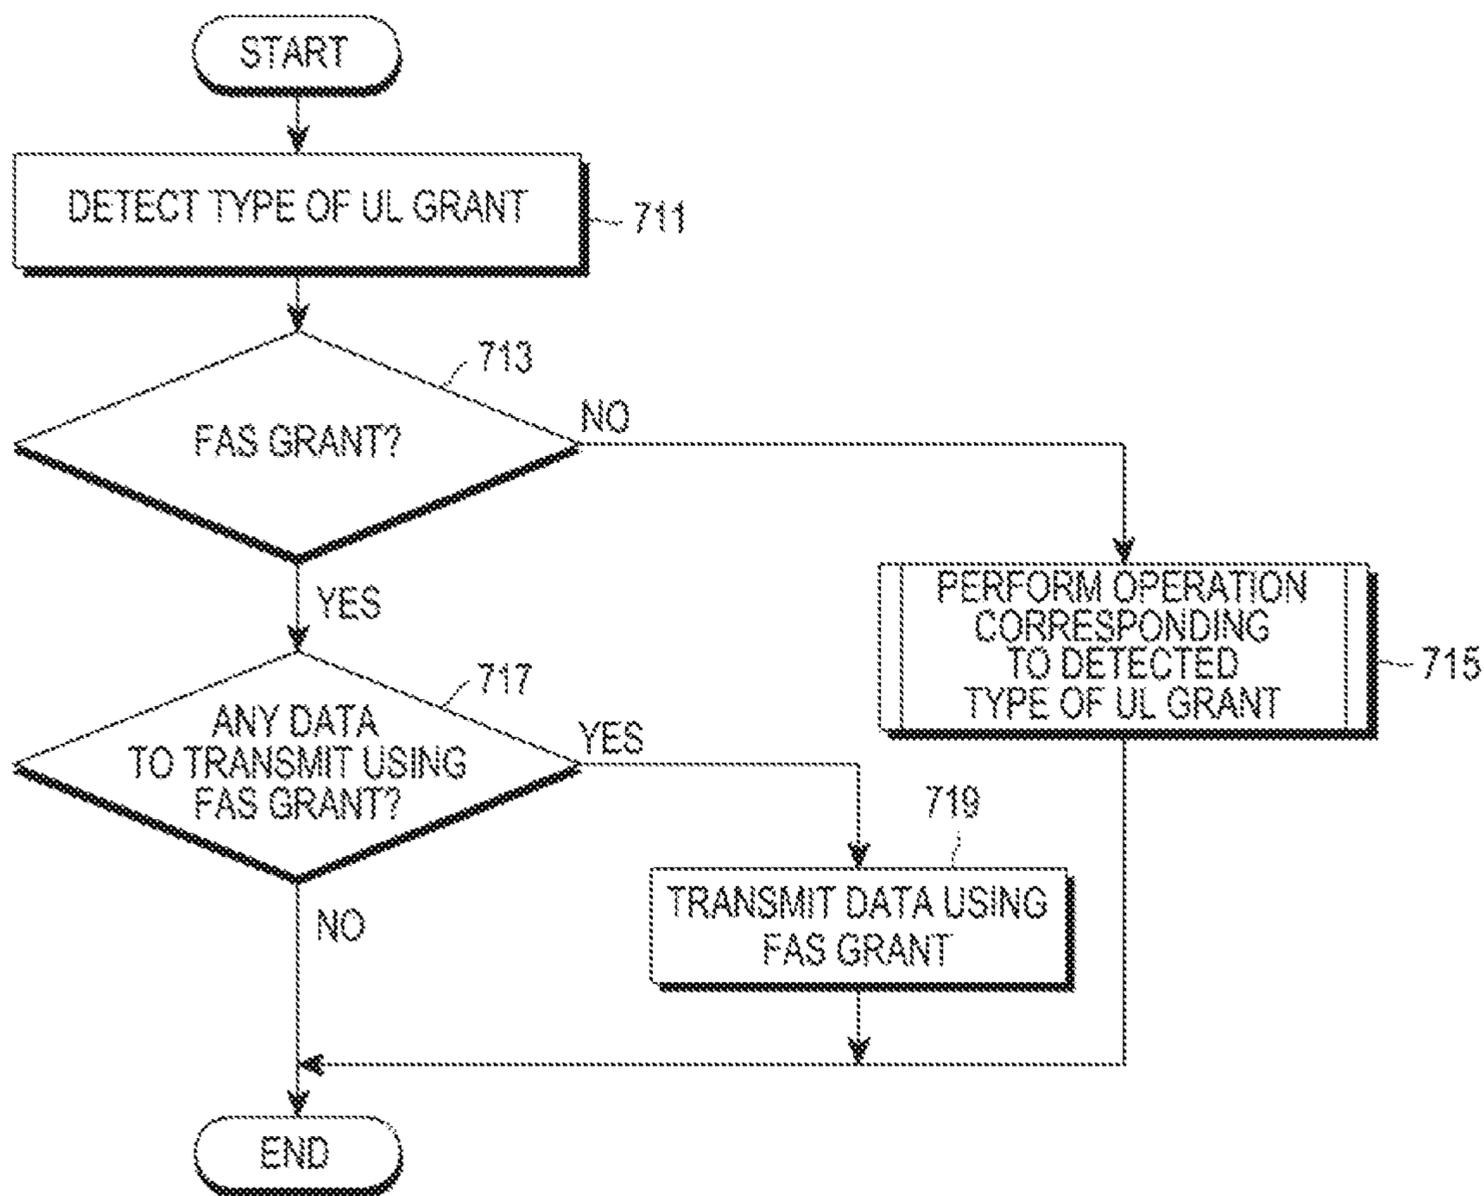 START
DETECT TYPE OF UL GRANT
711
713
FAS GRANT?
NO
YES
PERFORM OPERATION
CORRESPONDING
TO DETECTED
TYPE OF UL GRANT
715
717
ANY DATA
TO TRANSMIT USING
FAS GRANT?
YES
719
TRANSMIT DATA USING
FAS GRANT
NO
END